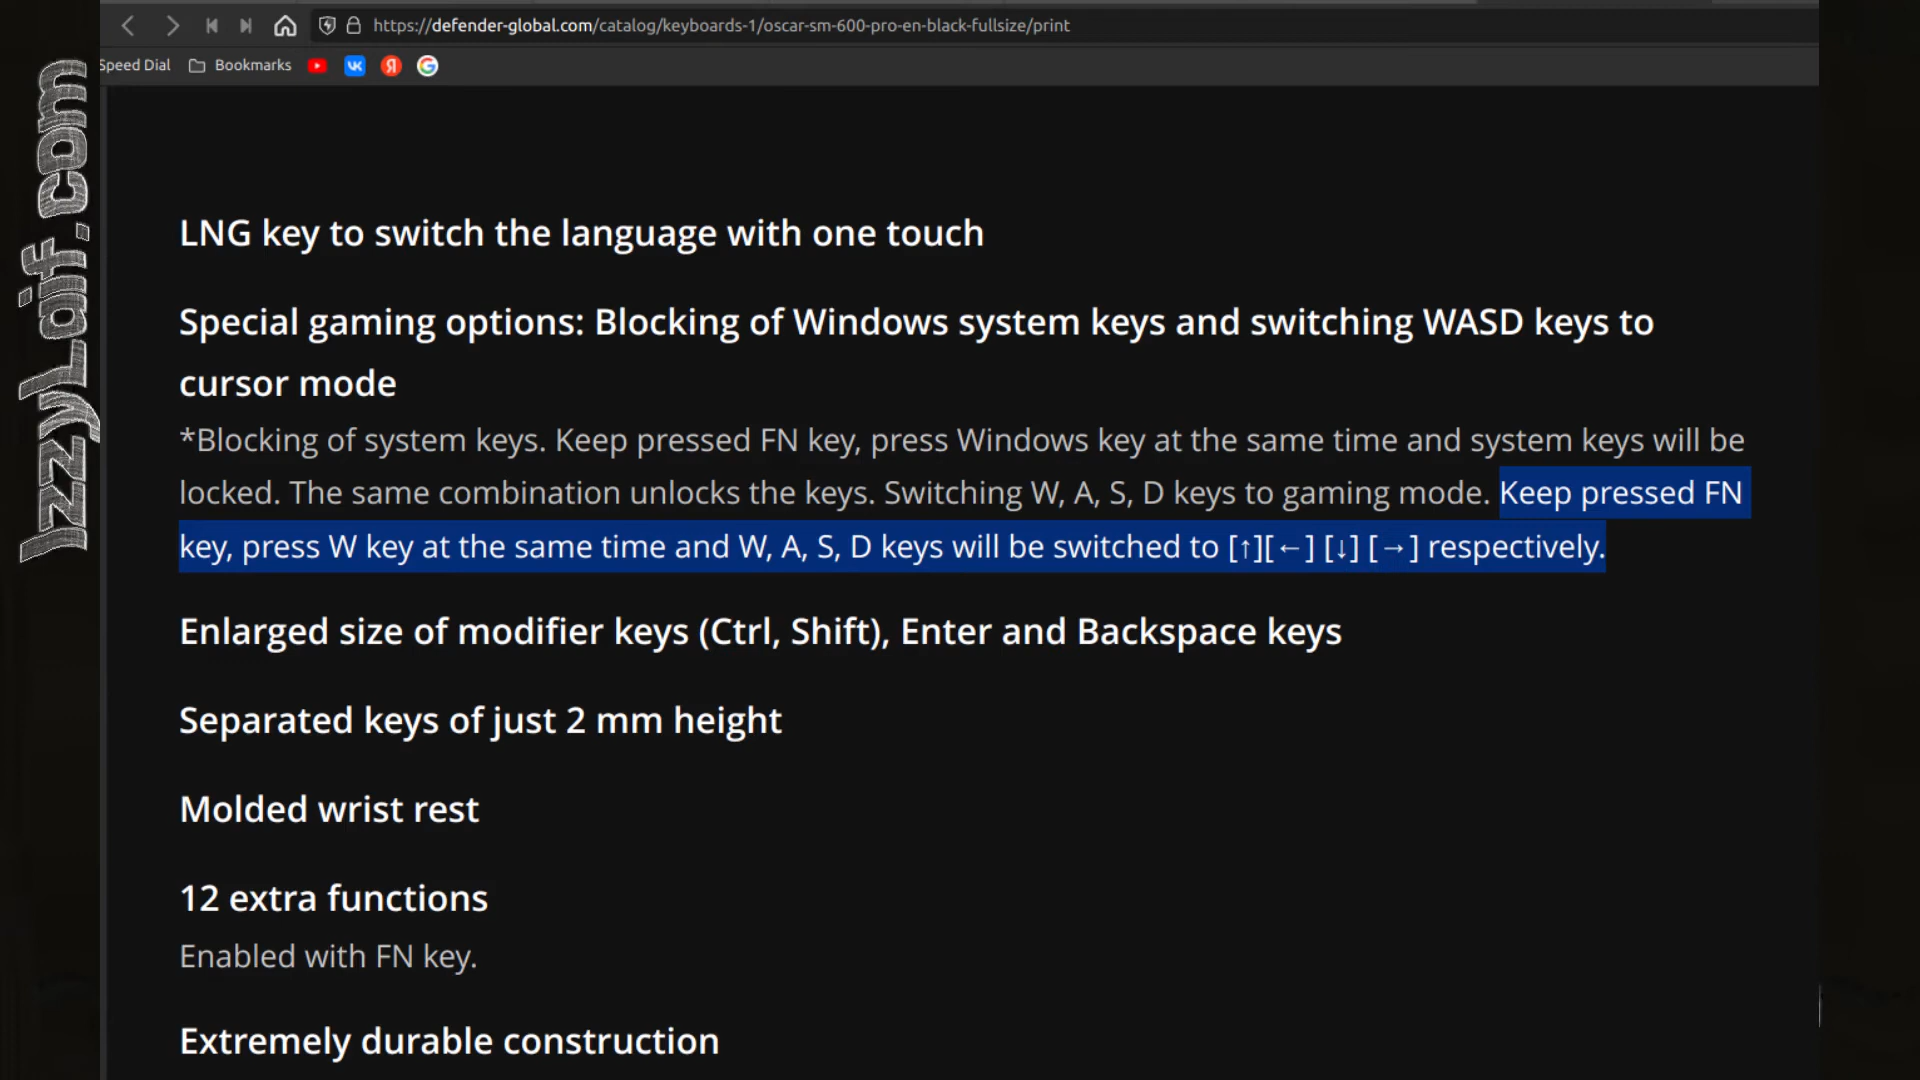 https://defender-global.com/catalog/keyboards-1/oscar-sm-600-pro-en-black-fullsize/print
Speed Dial Bookmarks
JzzyLaif.com
LNG key to switch the language with one touch
Special gaming options: Blocking of Windows system keys and switching WASD keys to
cursor mode
*Blocking of system keys. Keep pressed FN key, press Windows key at the same time and system keys will be
locked. The same combination unlocks the keys. Switching W, A, S, D keys to gaming mode. Keep pressed FN
key, press W key at the same time and W, A, S, D keys will be switched to [↑][←] [↓] [→] respectively.
Enlarged size of modifier keys (Ctrl, Shift), Enter and Backspace keys
Separated keys of just 2 mm height
Molded wrist rest
12 extra functions
Enabled with FN key.
Extremely durable construction